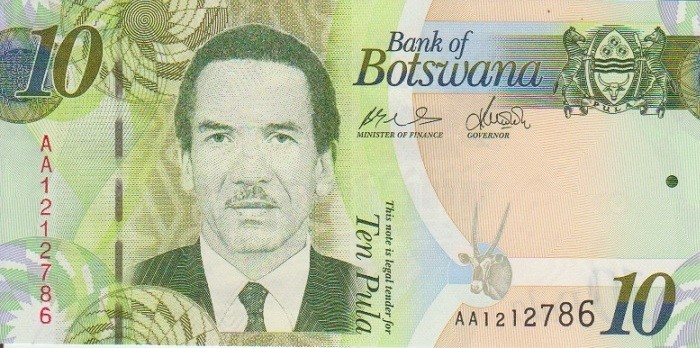 10
Bank of
Botswana
PULA
MINISTER OF FINANCE
GOVERNOR
AA1212786
This note is legal tender for
Ten Pula
AA1212786
10